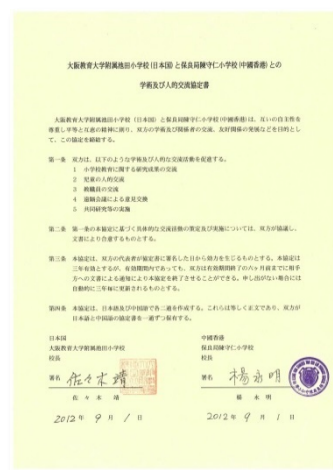 大阪教育大学附属池田小学校(日本国)と保良局陳守仁小学校(中國香港)との
学術及び人的交流協定書
大阪教育大学附属池田小学校(日本国)と保良局陳守仁小学校(中國香港)は、互いの自主性を
尊重し平等と互恵の精神に則り、双方の学術及び関係者の交流、友好関係の発展などを目的とし
て、この協定を締結する。
第一条 双方は、以下のような学術及び人的な交流活動を促進する。
1 小学校教育に関する研究成果の交流
2 児童の人的交流
3 教職員の交流
4 遠隔会議による意見交換
5 共同研究等の実施
第二条 第一条の本協定に基づく具体的な交流活動の策定及び実施については、双方が協議し、
文書により合意するものとする。
第三条 本協定は、双方の代表者が協定書に署名した日から効力を生じるものとする。本協定は
三年有効とするが、有効期間内であっても、双方は有効期間終了の六ヶ月前までに相手
方への文書による通知により本協定を終了させることができる。申し出がない場合には
自動的に三年毎に更新されるものとする。
第四条 本協定は、日本語及び中国語で各二通を作成する。これらは等しく正文であり、双方が
日本語と中国語の協定書を一通ずつ保有する。
日本国
大阪教育大学附属池田小学校
校長
署名 佐々木靖
佐々木 靖
2012年 9月 1日
中國香港
保良局陳守仁小学校
校長
署名 楊永明
楊 永 明
2012年 9月 1日